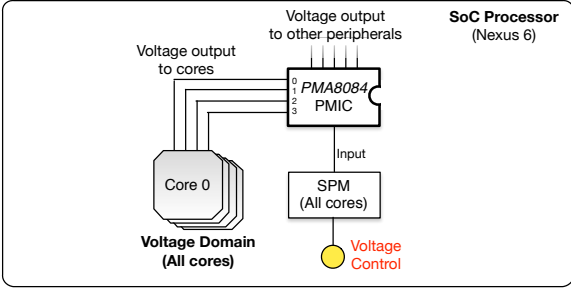 Voltage output
to other peripherals
SoC Processor
(Nexus 6)
Voltage output
to cores
0
1
2
3
PMA8084
PMIC
Input
Core 0
SPM
(All cores)
Voltage Domain
(All cores)
Voltage
Control